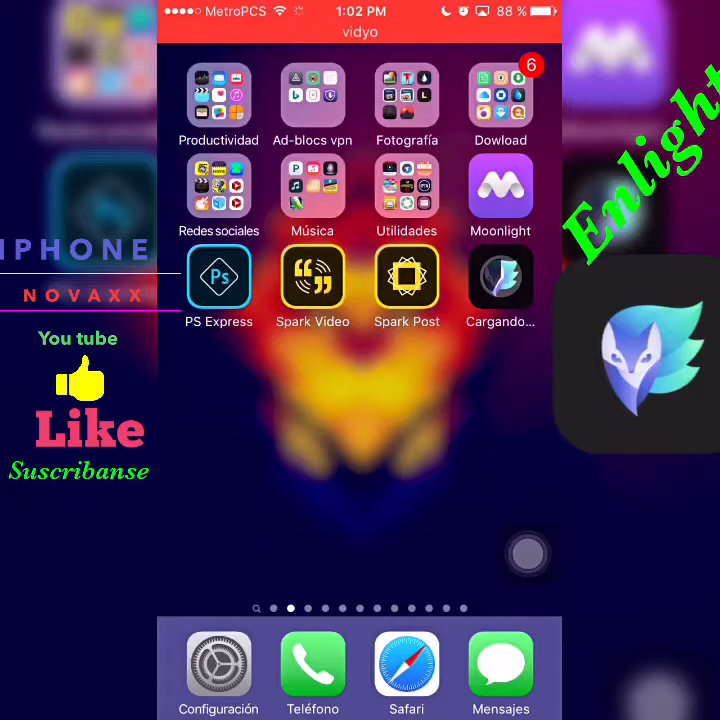 MetroPCS 1:02 PM 88 %
vidyo
6
Productividad Ad-blocs vpn Fotografía Dowload
Redes sociales Música Utilidades Moonlight
Ps
PS Express Spark Video Spark Post Cargando...
Configuración Teléfono Safari Mensajes
IPHONE
NOVAXX
You tube
Like
Suscribanse
Enlight